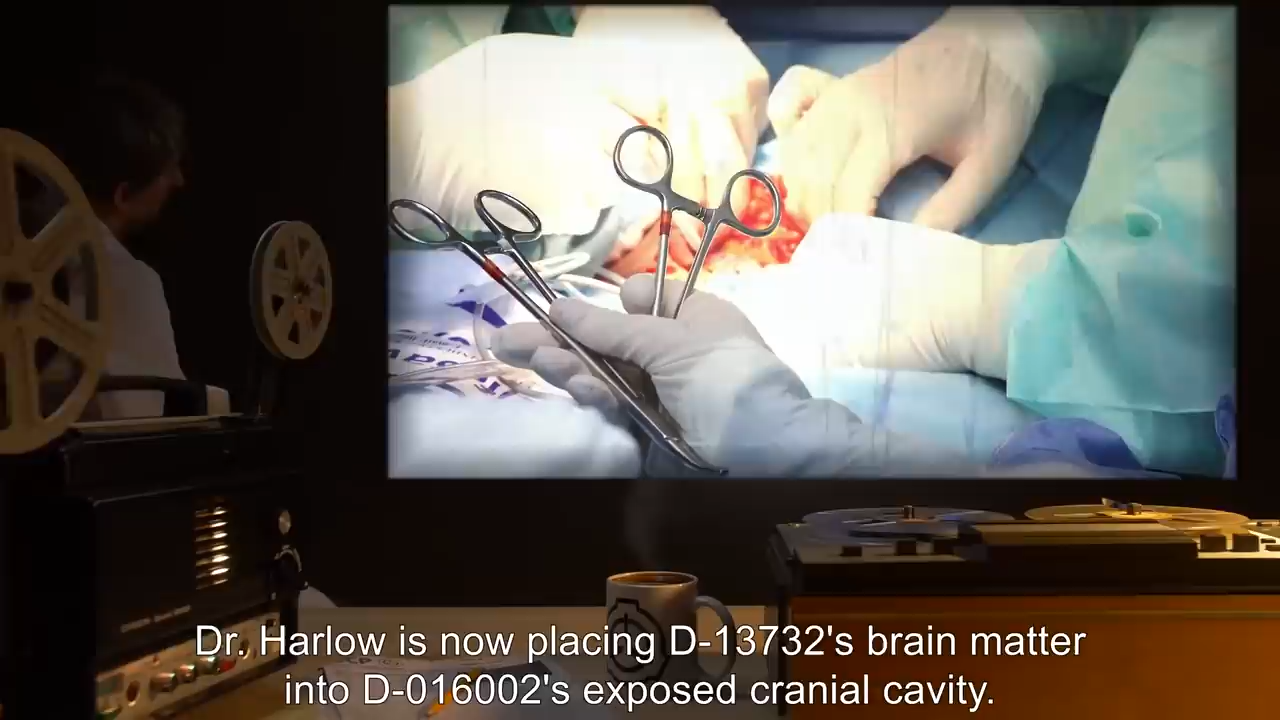 Dr. Harlow is now placing D-13732's brain matter
into D-016002's exposed cranial cavity.